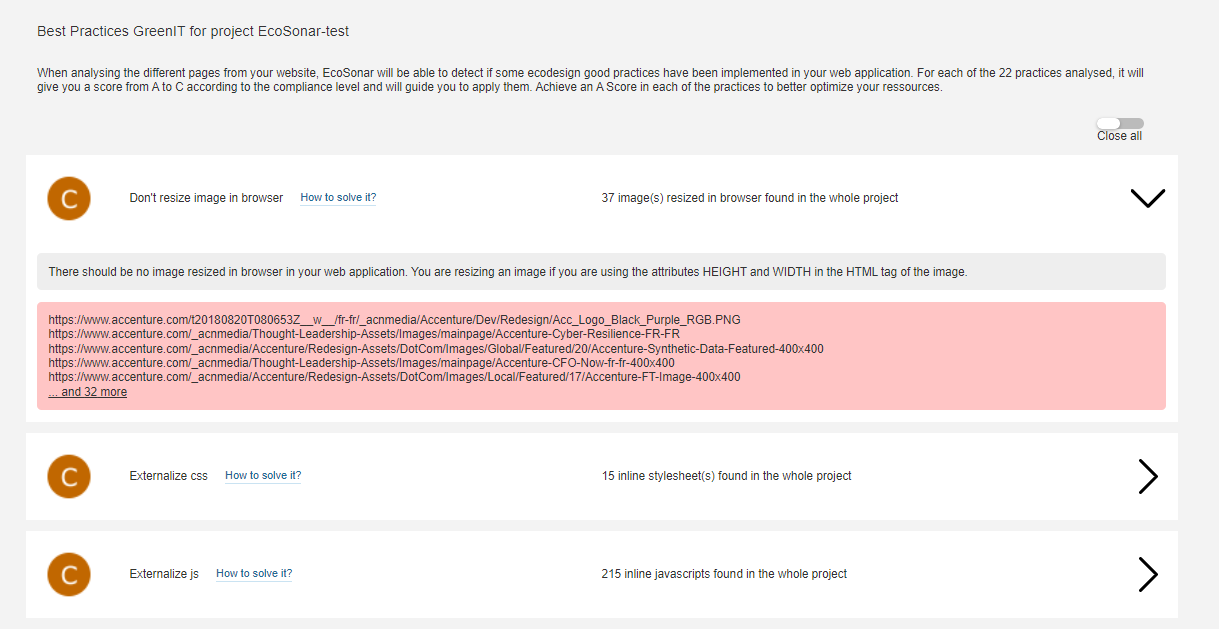 Best Practices GreenIT for project EcoSonar-test
When analysing the different pages from your website, EcoSonar will be able to detect if some ecodesign good practices have been implemented in your web application. For each of the 22 practices analysed, it will
give you a score from A to C according to the compliance level and will guide you to apply them. Achieve an A Score in each of the practices to better optimize your ressources.
Close all
C Don't resize image in browser How to solve it? 37 image(s) resized in browser found in the whole project
There should be no image resized in browser in your web application. You are resizing an image if you are using the attributes HEIGHT and WIDTH in the HTML tag of the image.
https://www.accenture.com/t20180820T080653Z__w__/fr-fr/_acnmedia/Accenture/Dev/Redesign/Acc_Logo_Black_Purple_RGB.PNG
https://www.accenture.com/_acnmedia/Thought-Leadership-Assets/Images/mainpage/Accenture-Cyber-Resilience-FR-FR
https://www.accenture.com/_acnmedia/Accenture/Redesign-Assets/DotCom/Images/Global/Featured/20/Accenture-Synthetic-Data-Featured-400x400
https://www.accenture.com/_acnmedia/Thought-Leadership-Assets/Images/mainpage/Accenture-CFO-Now-fr-fr-400x400
https://www.accenture.com/_acnmedia/Accenture/Redesign-Assets/DotCom/Images/Local/Featured/17/Accenture-FT-Image-400x400
... and 32 more
C Externalize css How to solve it? 15 inline stylesheet(s) found in the whole project
C Externalize js How to solve it? 215 inline javascripts found in the whole project